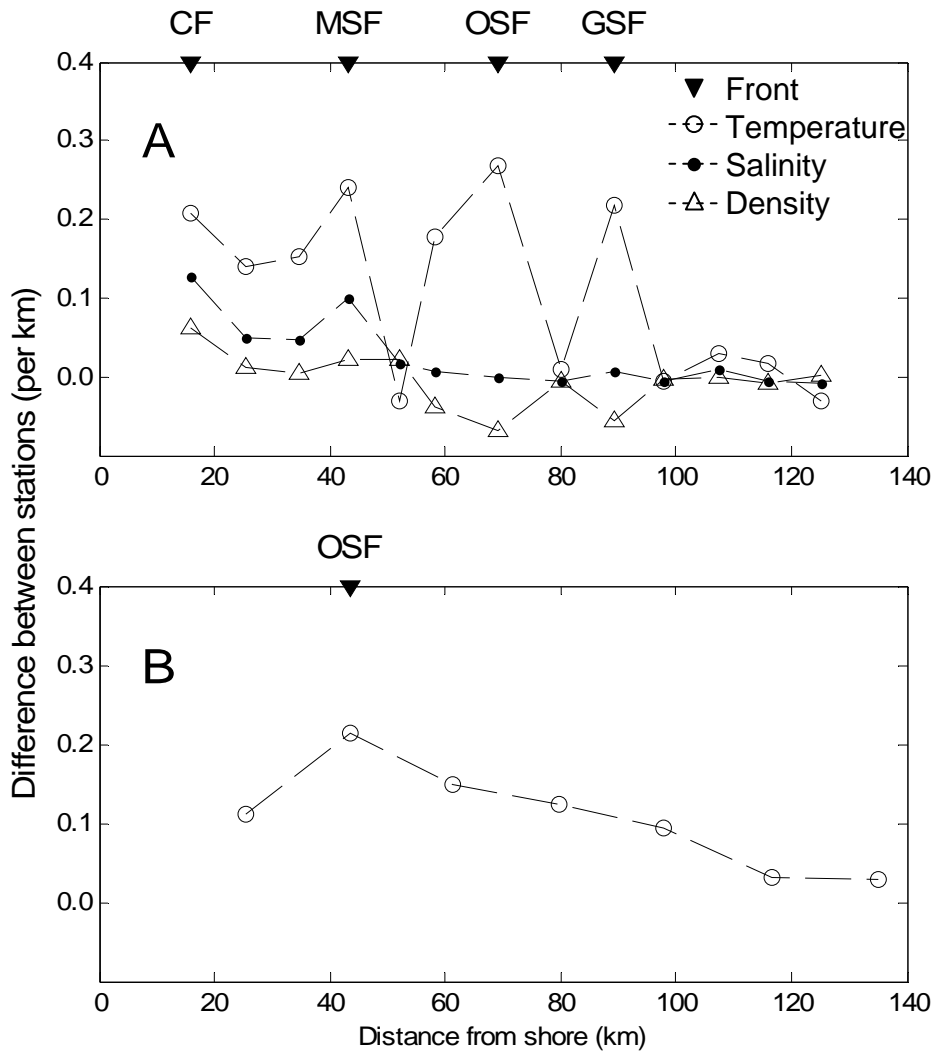 CF MSF OSF GSF
0.4
Front
Temperature
Salinity
Density
A
0.3
0.2
0.1
0.0
0 20 40 60 80 100 120 140
Difference between stations (per km)
OSF
0.4
0.3
B
0.2
0.1
0.0
0 20 40 60 80 100 120 140
Distance from shore (km)